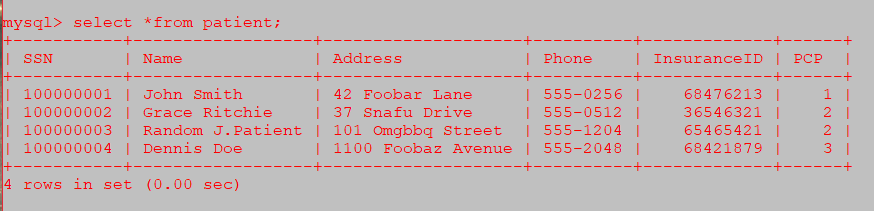 mysql> select *from patient;
+-----------+------------------+---------------------+----------+-------------+------+
| SSN       | Name             | Address             | Phone    | InsuranceID | PCP  |
+-----------+------------------+---------------------+----------+-------------+------+
| 100000001 | John Smith       | 42 Foobar Lane      | 555-0256 |    68476213 |    1 |
| 100000002 | Grace Ritchie    | 37 Snafu Drive      | 555-0512 |    36546321 |    2 |
| 100000003 | Random J.Patient | 101 Omgbbq Street   | 555-1204 |    65465421 |    2 |
| 100000004 | Dennis Doe       | 1100 Foobaz Avenue  | 555-2048 |    68421879 |    3 |
+-----------+------------------+---------------------+----------+-------------+------+
4 rows in set (0.00 sec)